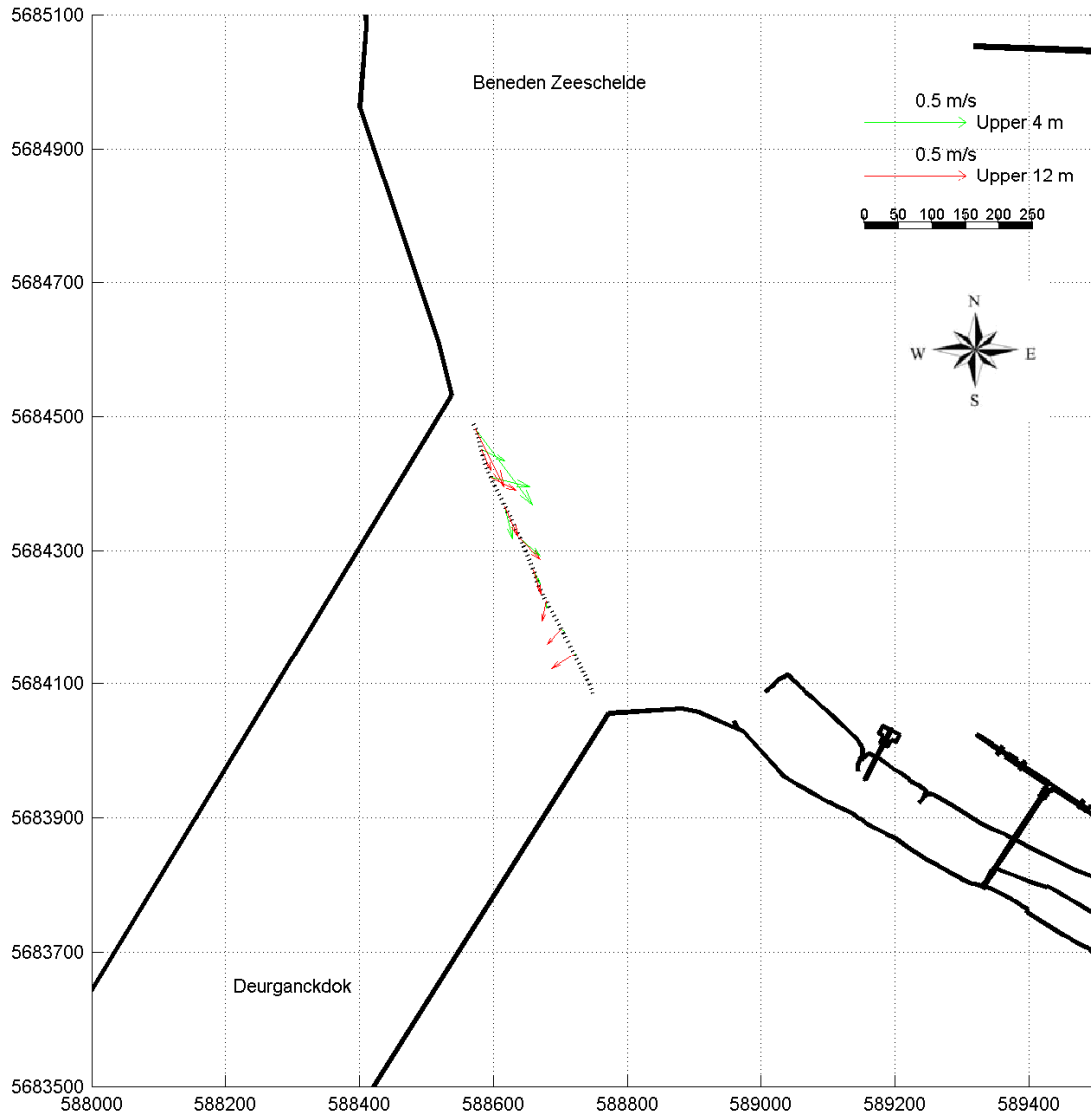 5685100
Beneden Zeeschelde
0.5 m/s
Upper 4 m
5684900
0.5 m/s
Upper 12 m
0 50 100 150 200 250
5684700
N
W E
S
5684500
5684300
5684100
5683900
5683700
Deurganckdok
5683500
588000 588200 588400 588600 588800 589000 589200 589400